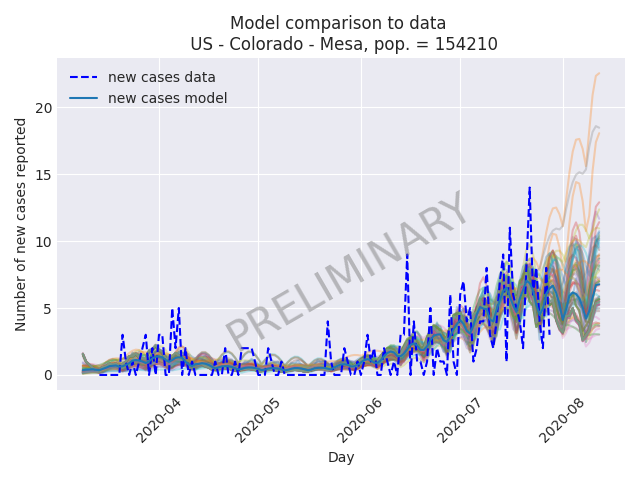 Model comparison to data
US - Colorado - Mesa, pop. = 154210
new cases data
new cases model
PRELIMINARY
Number of new cases reported
20
15
10
5
0
2020-04
2020-05
2020-06
2020-07
2020-08
Day